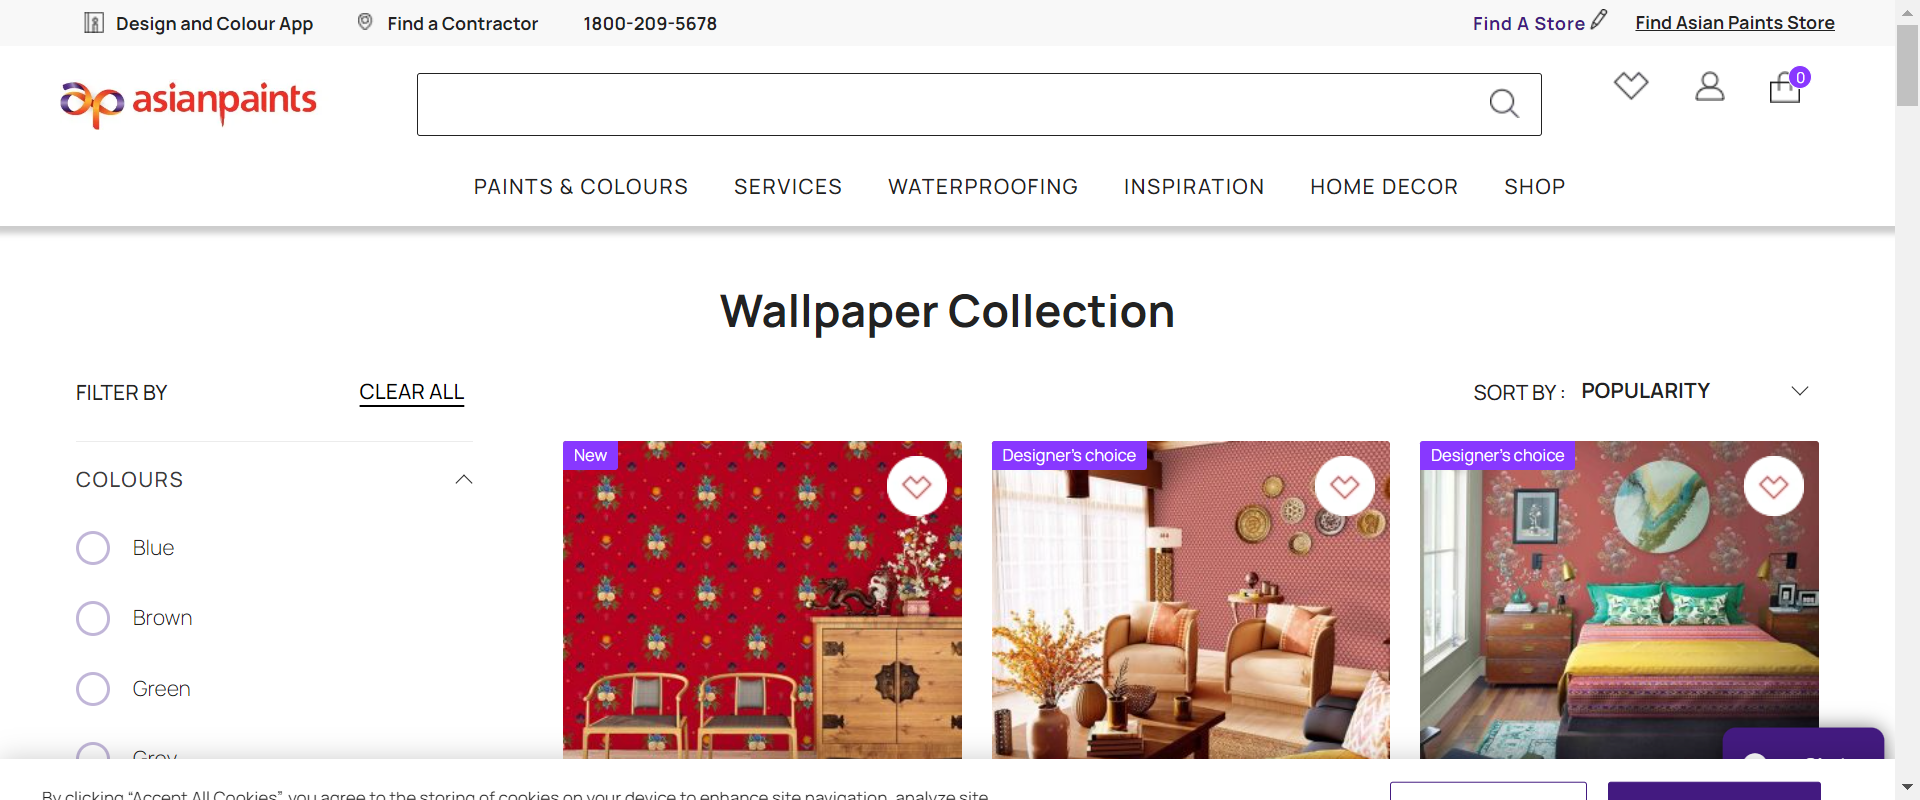 Design and Colour App
Find a Contractor
1800-209-5678
Find A Store
Find Asian Paints Store
asianpaints
0
PAINTS & COLOURS
SERVICES
WATERPROOFING
INSPIRATION
HOME DECOR
SHOP
Wallpaper Collection
FILTER BY
CLEAR ALL
SORT BY :
POPULARITY
COLOURS
Blue
Brown
Green
Grey
New
Designer's choice
Designer's choice
By clicking “Accept All Cookies”, you agree to the storing of cookies on your device to enhance site navigation, analyze site